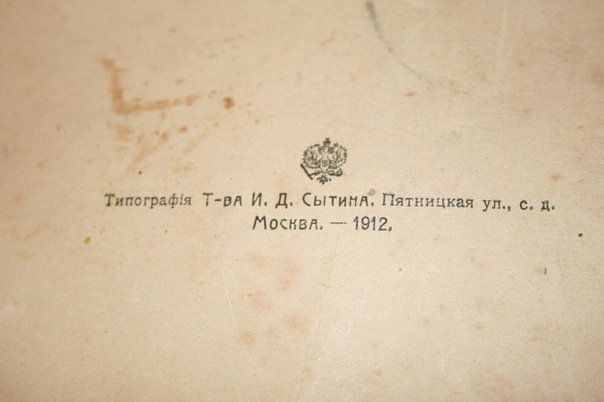 Типографія Т-ва И. Д. Сытина. Пятницкая ул., с. д.
Москва. — 1912.